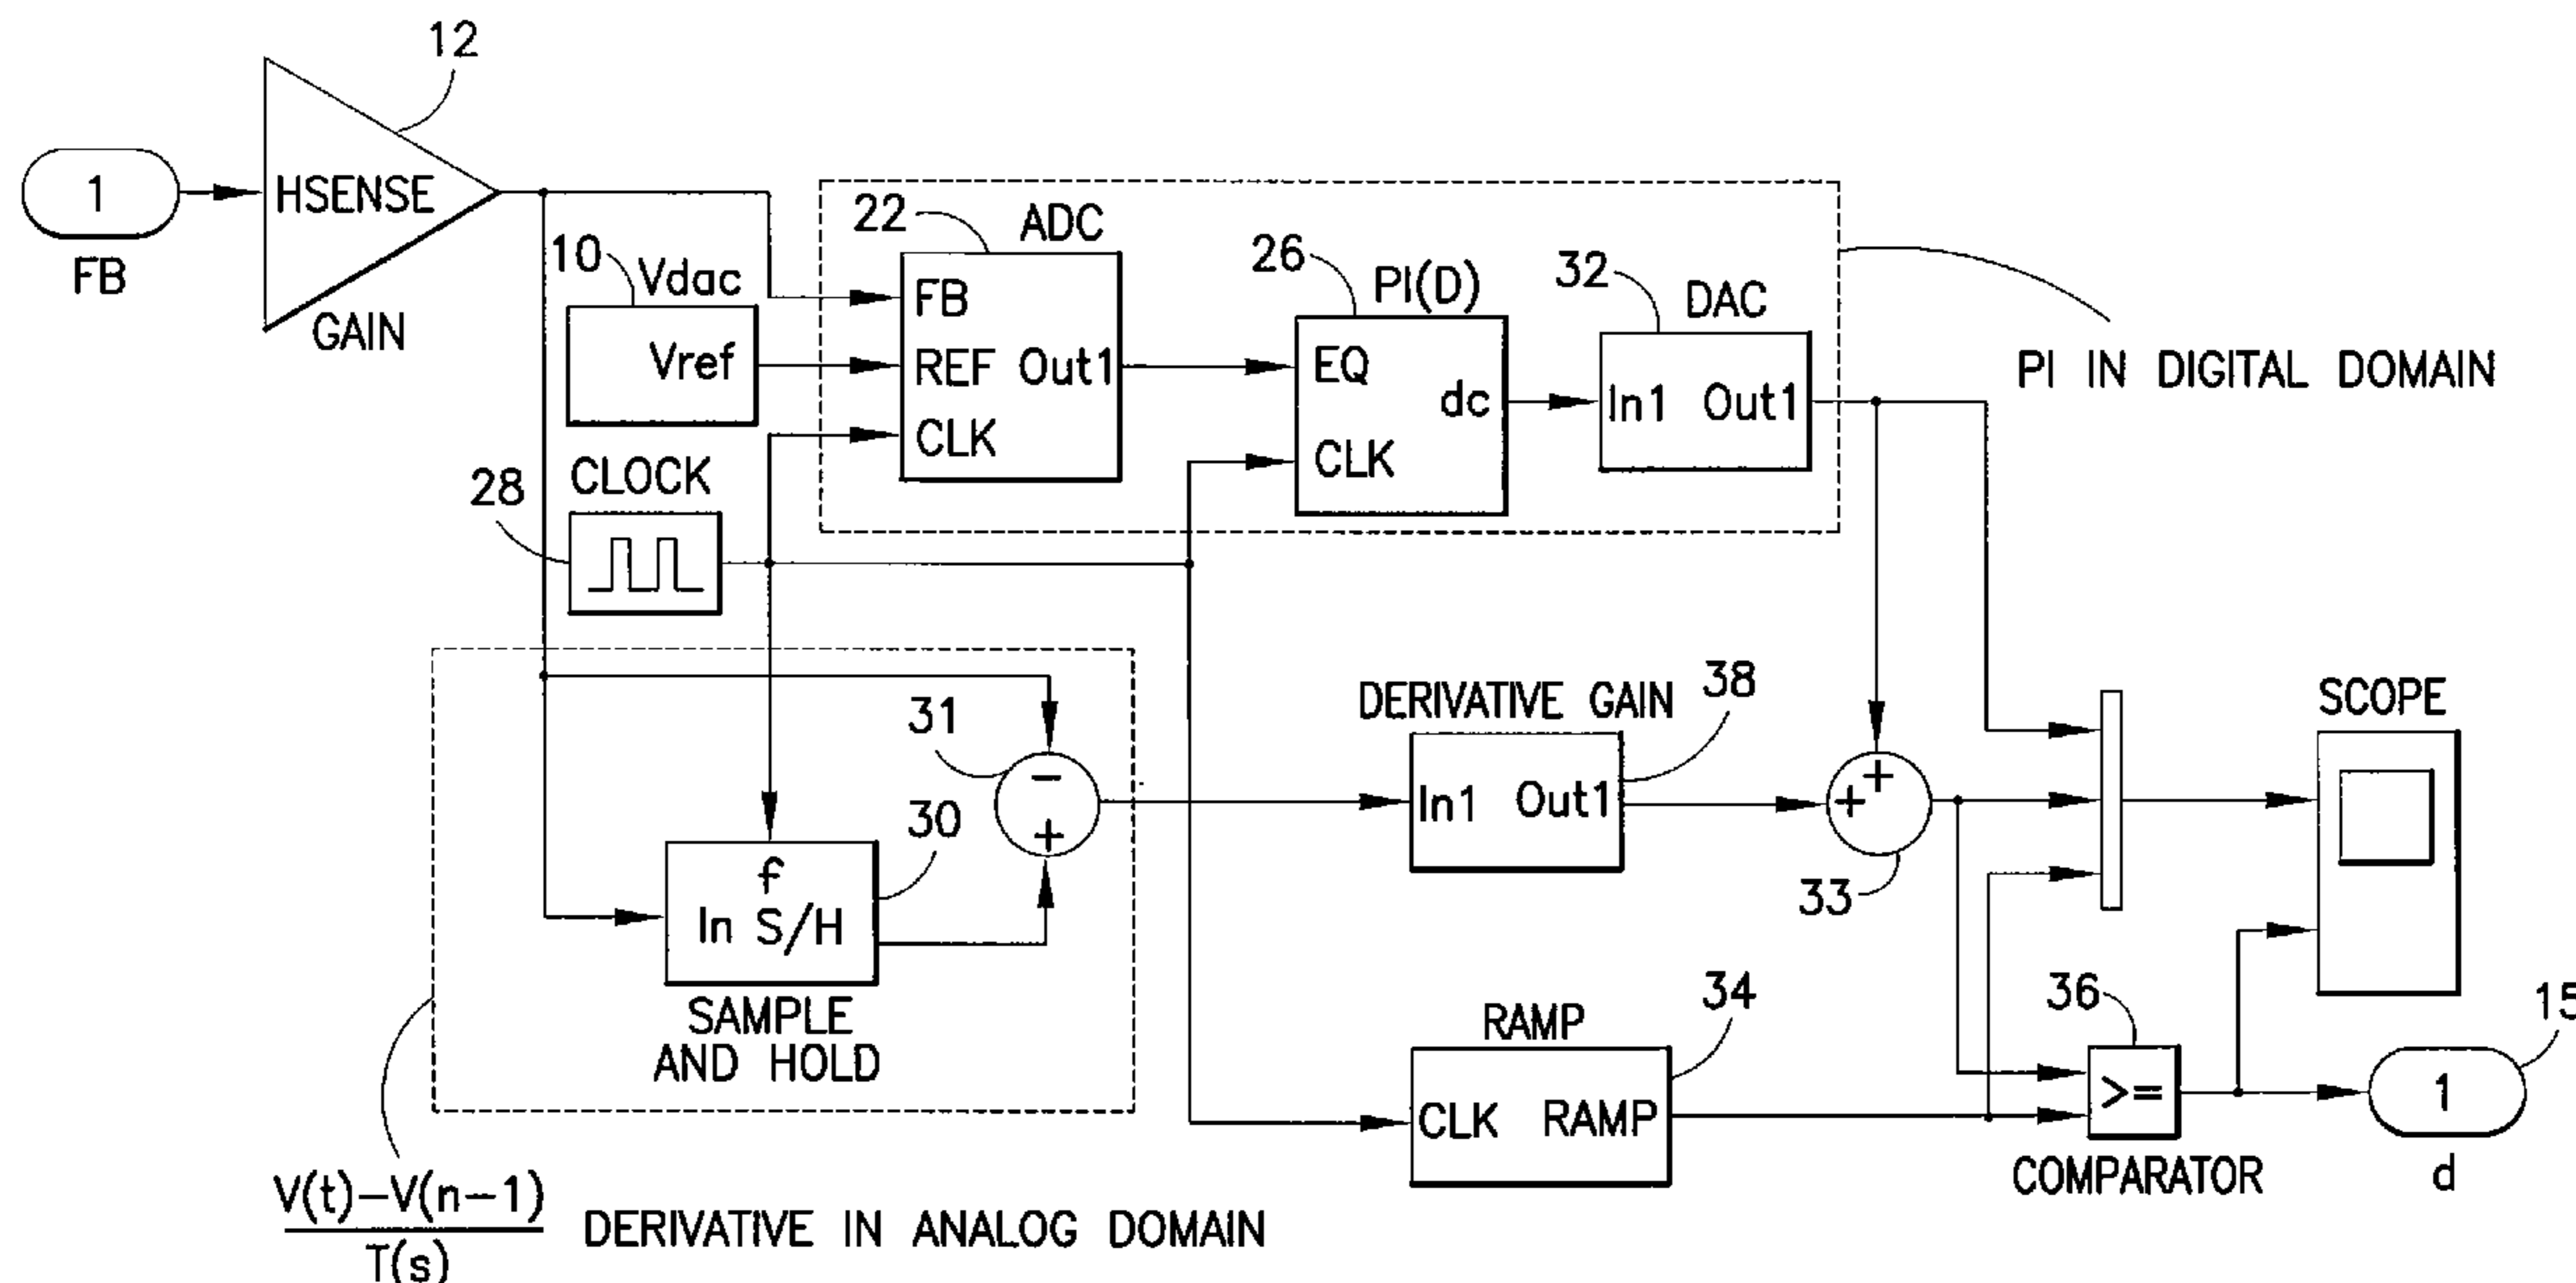 12
1
FB
HSENSE
GAIN
10
Vdac
Vref
22
ADC
FB
REF
Out1
CLK
26
PI(D)
EQ
dc
CLK
32
DAC
In1
Out1
PI IN DIGITAL DOMAIN
28
CLOCK
31
−
+
30
f
In S/H
SAMPLE
AND HOLD
DERIVATIVE GAIN
38
In1
Out1
+
+
33
SCOPE
RAMP
34
CLK
RAMP
36
>=
COMPARATOR
15
1
d
V(t)−V(n−1)
T(s)
DERIVATIVE IN ANALOG DOMAIN